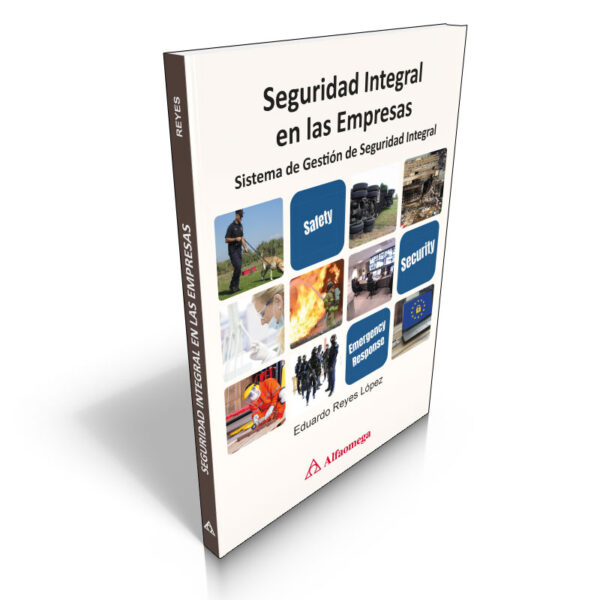 Seguridad Integral
en las Empresas
Sistema de Gestión de Seguridad Integral
Safety
Security
Emergency
Response
Eduardo Reyes López
Alfaomega
REYES
SEGURIDAD INTEGRAL EN LAS EMPRESAS